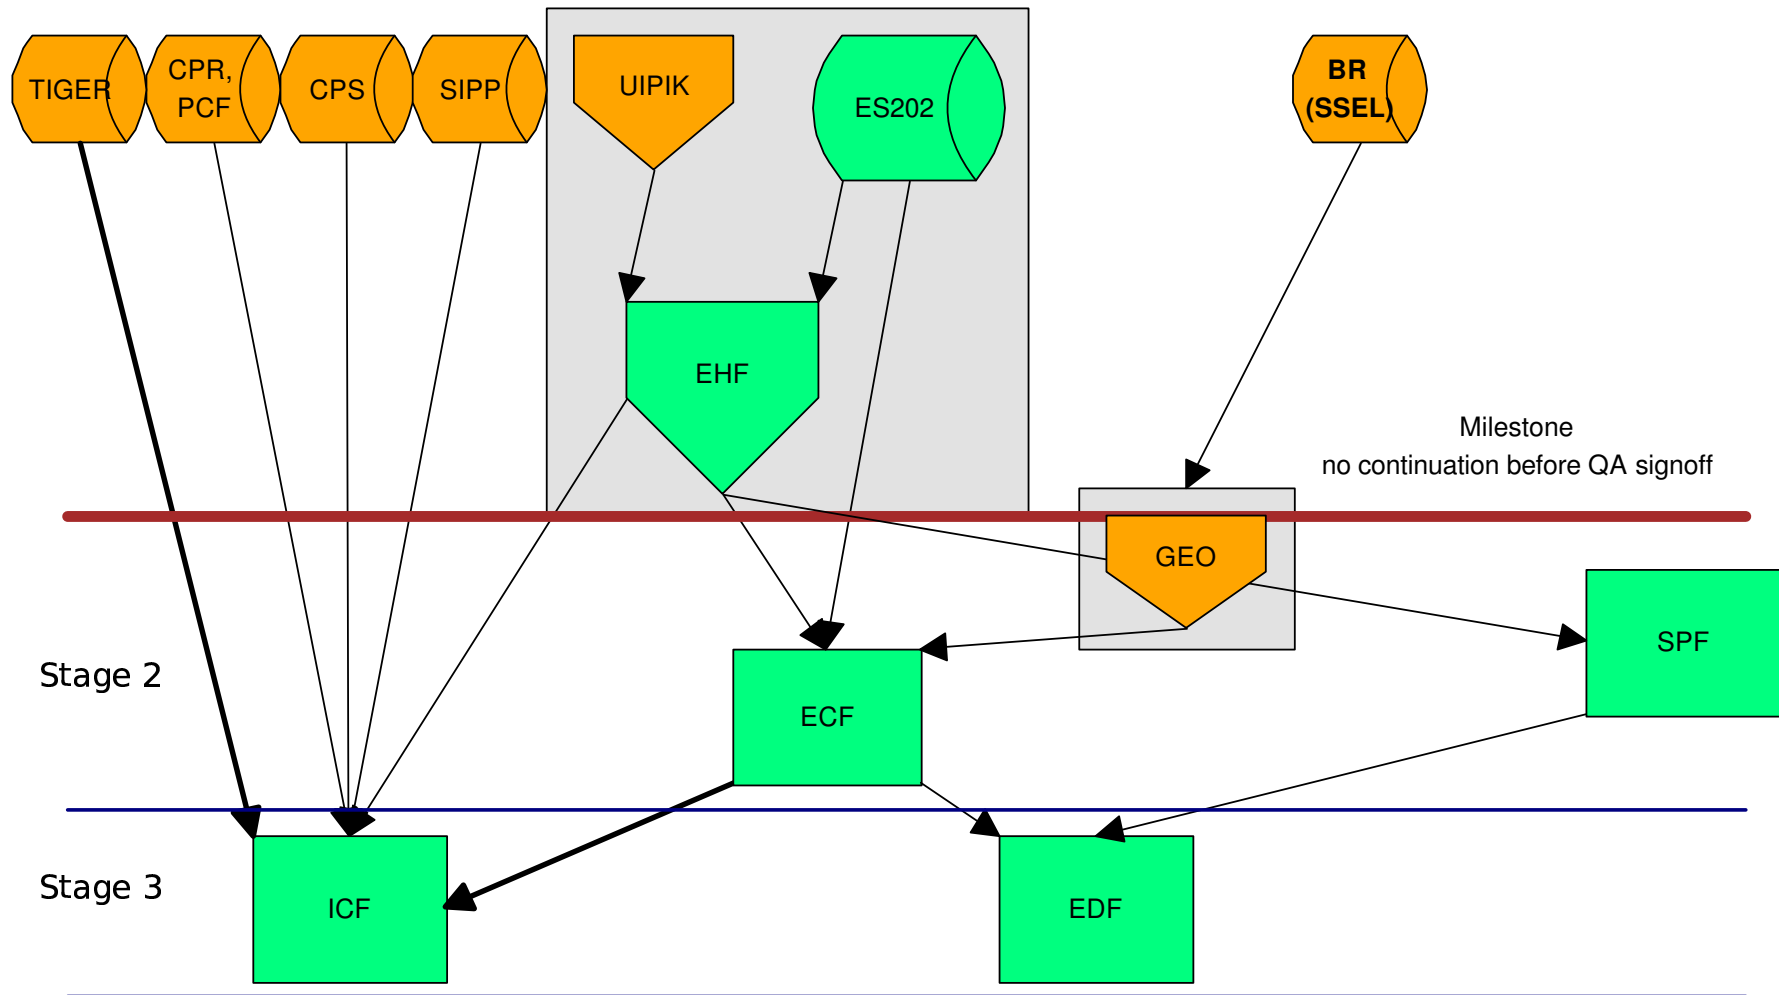 TIGER
CPR,
PCF
CPS
SIPP
UIPIK
ES202
BR
(SSEL)
EHF
Milestone
no continuation before QA signoff
GEO
SPF
Stage 2
ECF
Stage 3
ICF
EDF